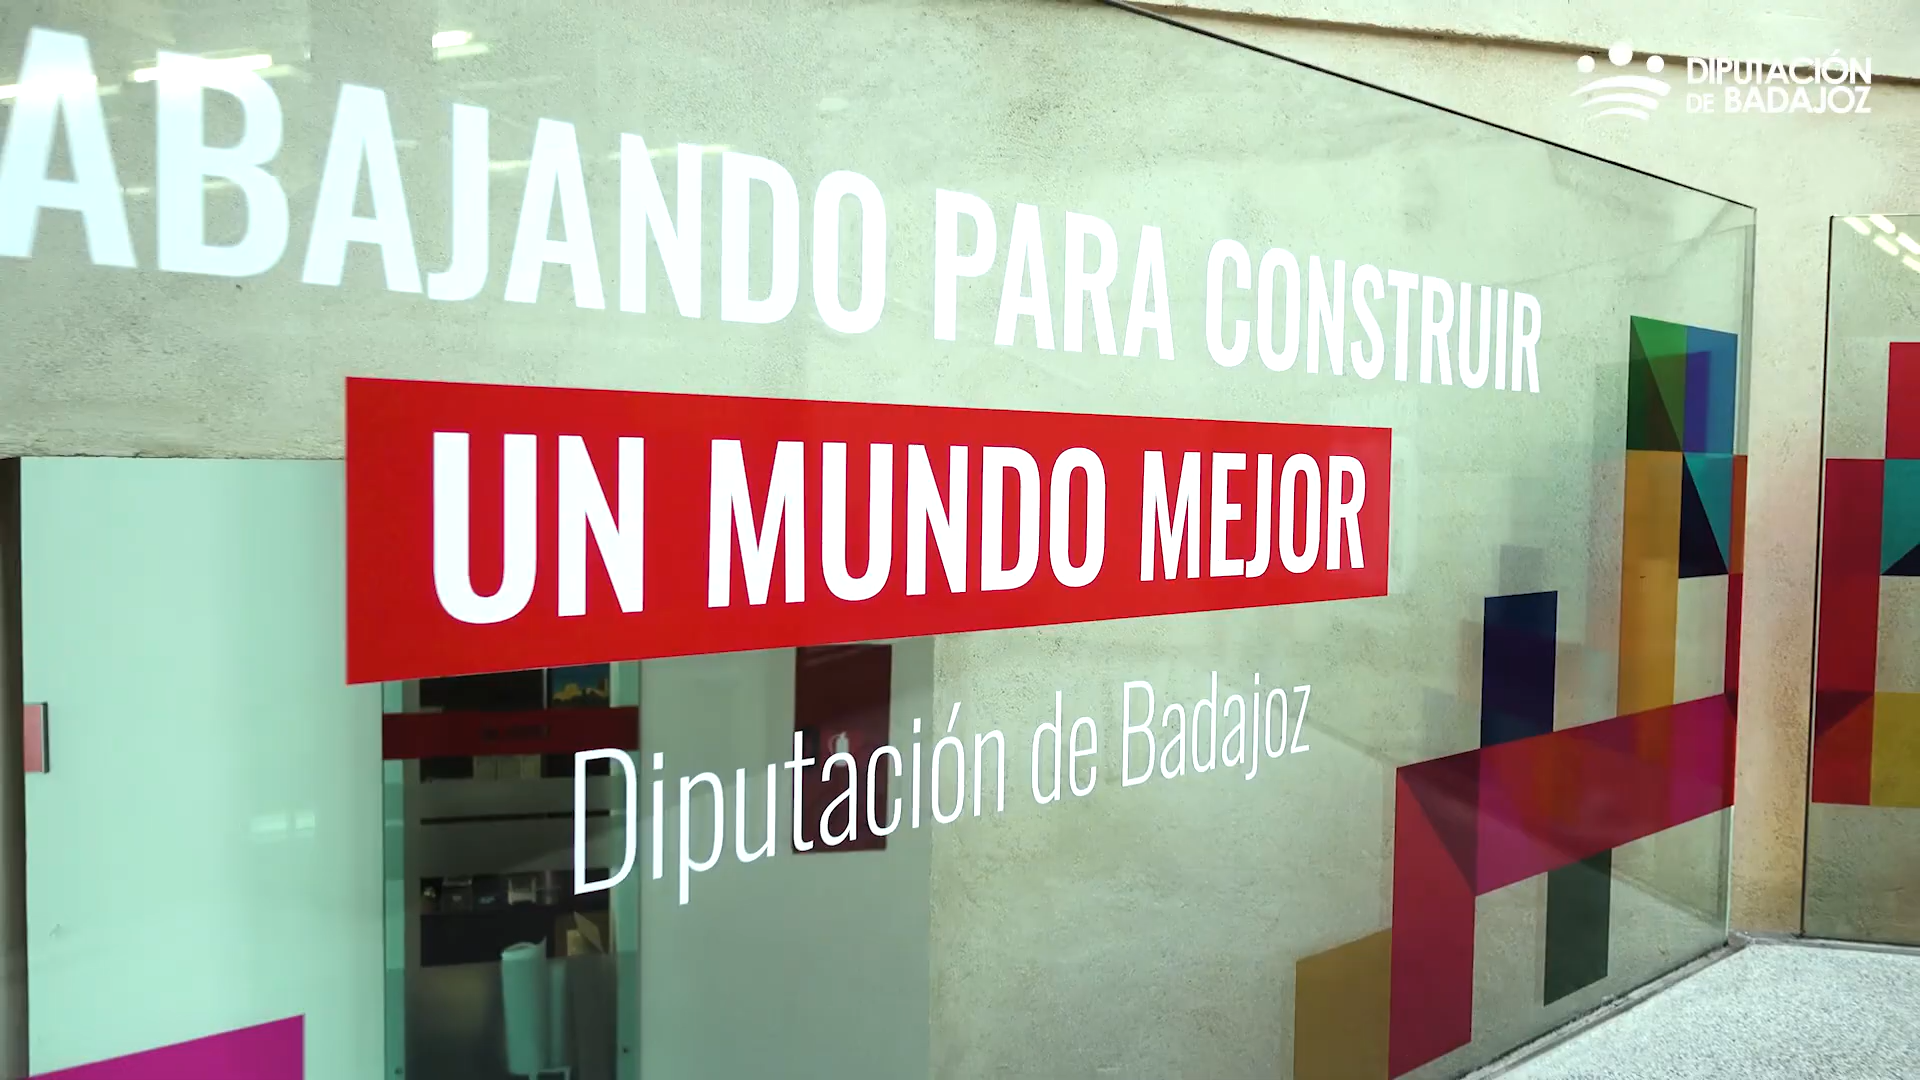 ABAJANDO PARA CONSTRUIR
UN MUNDO MEJOR
Diputación de Badajoz
DIPUTACIÓN
DE BADAJOZ